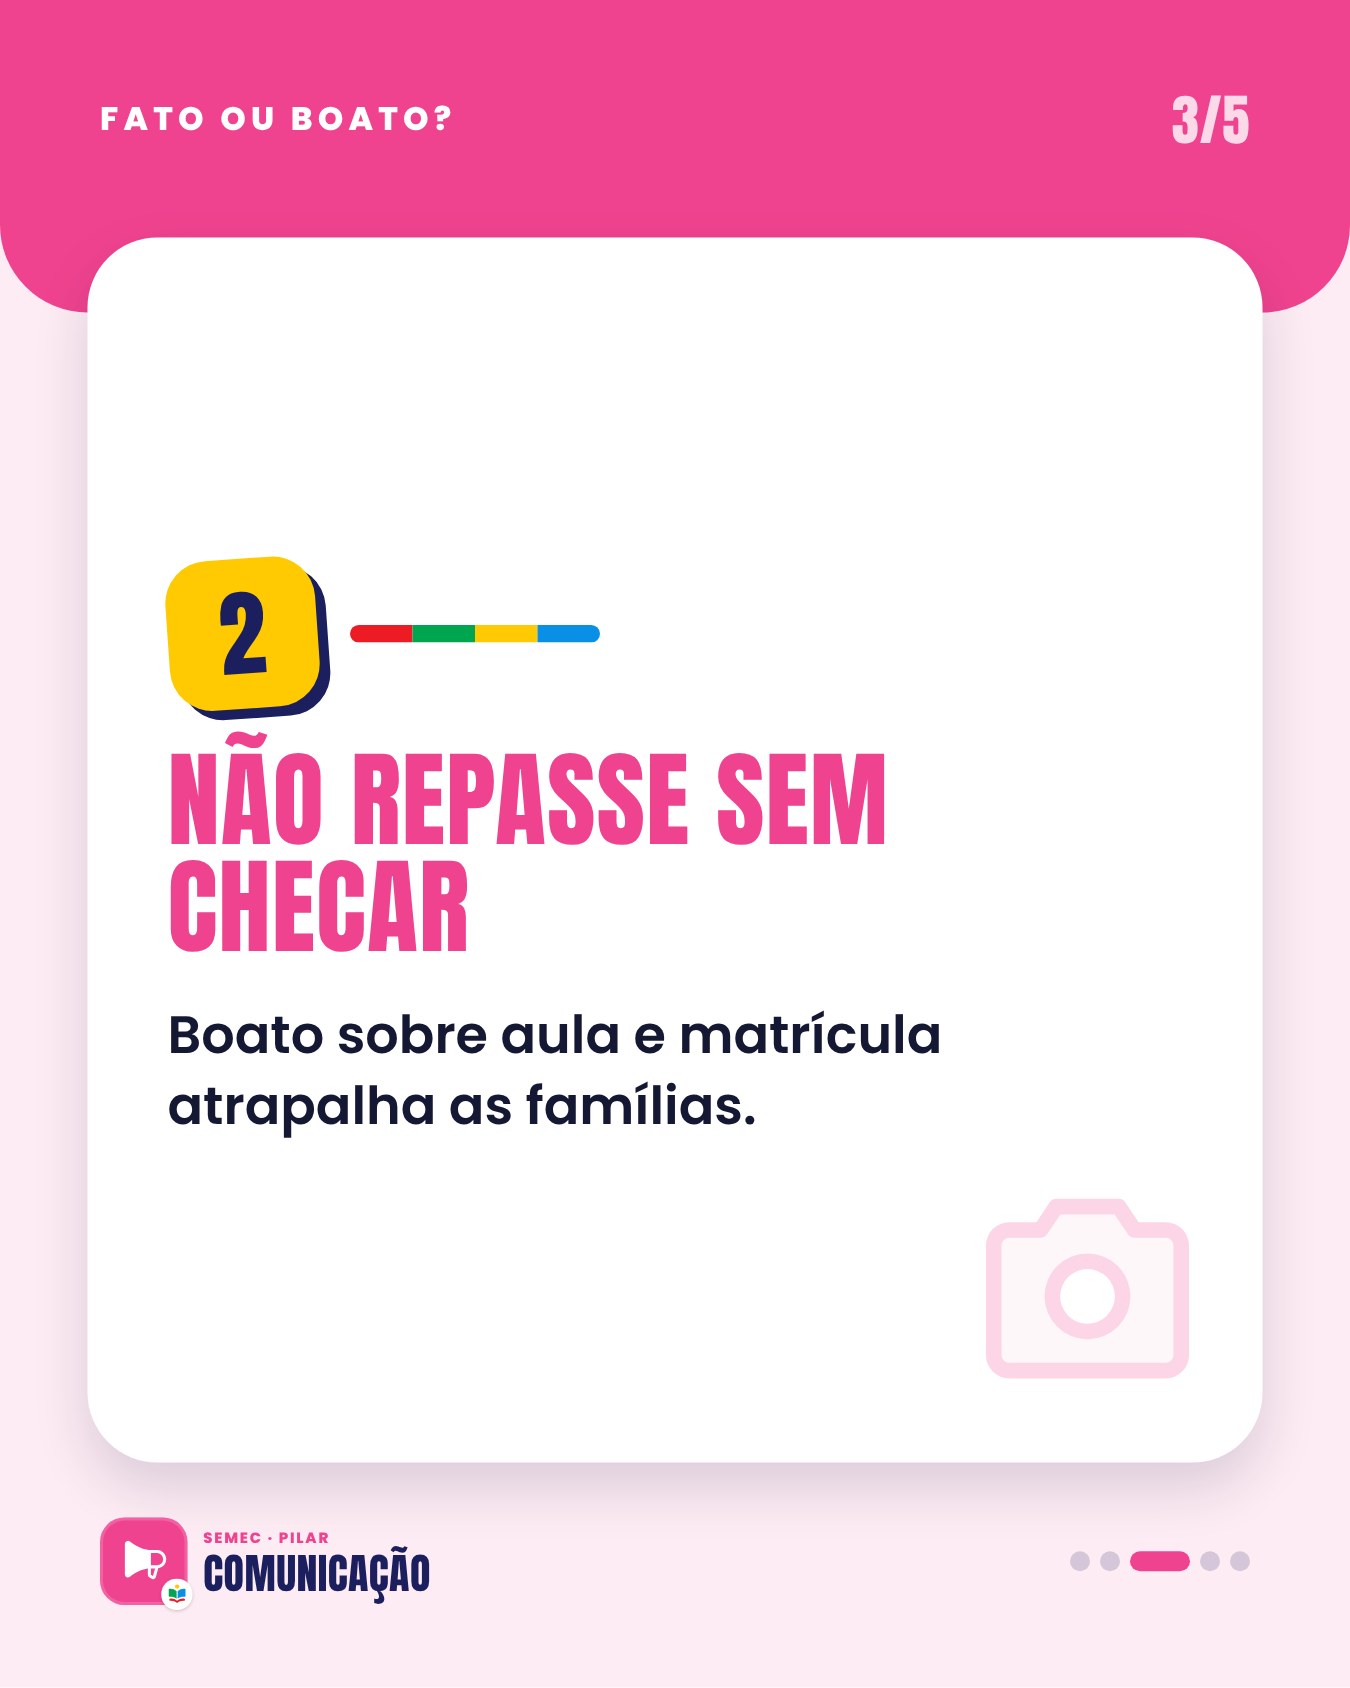 FATO OU BOATO?
3/5
2
NÃO REPASSE SEM
CHECAR
Boato sobre aula e matrícula
atrapalha as famílias.
SEMEC · PILAR
COMUNICAÇÃO